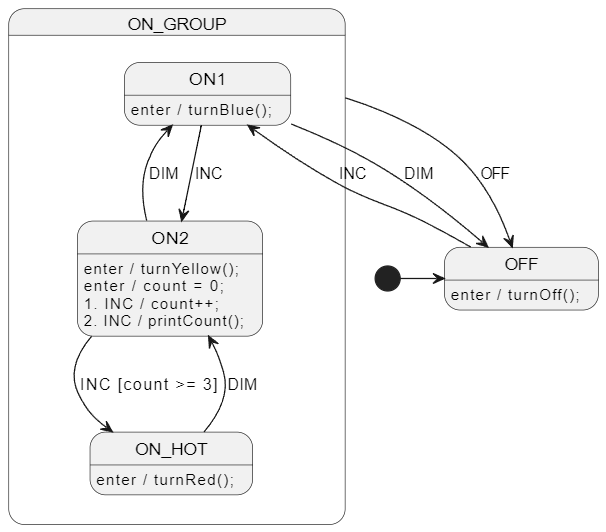 ON_GROUP
ON1
enter / turnBlue();
DIM
INC
INC
DIM
OFF
ON2
enter / turnYellow();
enter / count = 0;
1. INC / count++;
2. INC / printCount();
OFF
enter / turnOff();
INC [count >= 3]
DIM
ON_HOT
enter / turnRed();